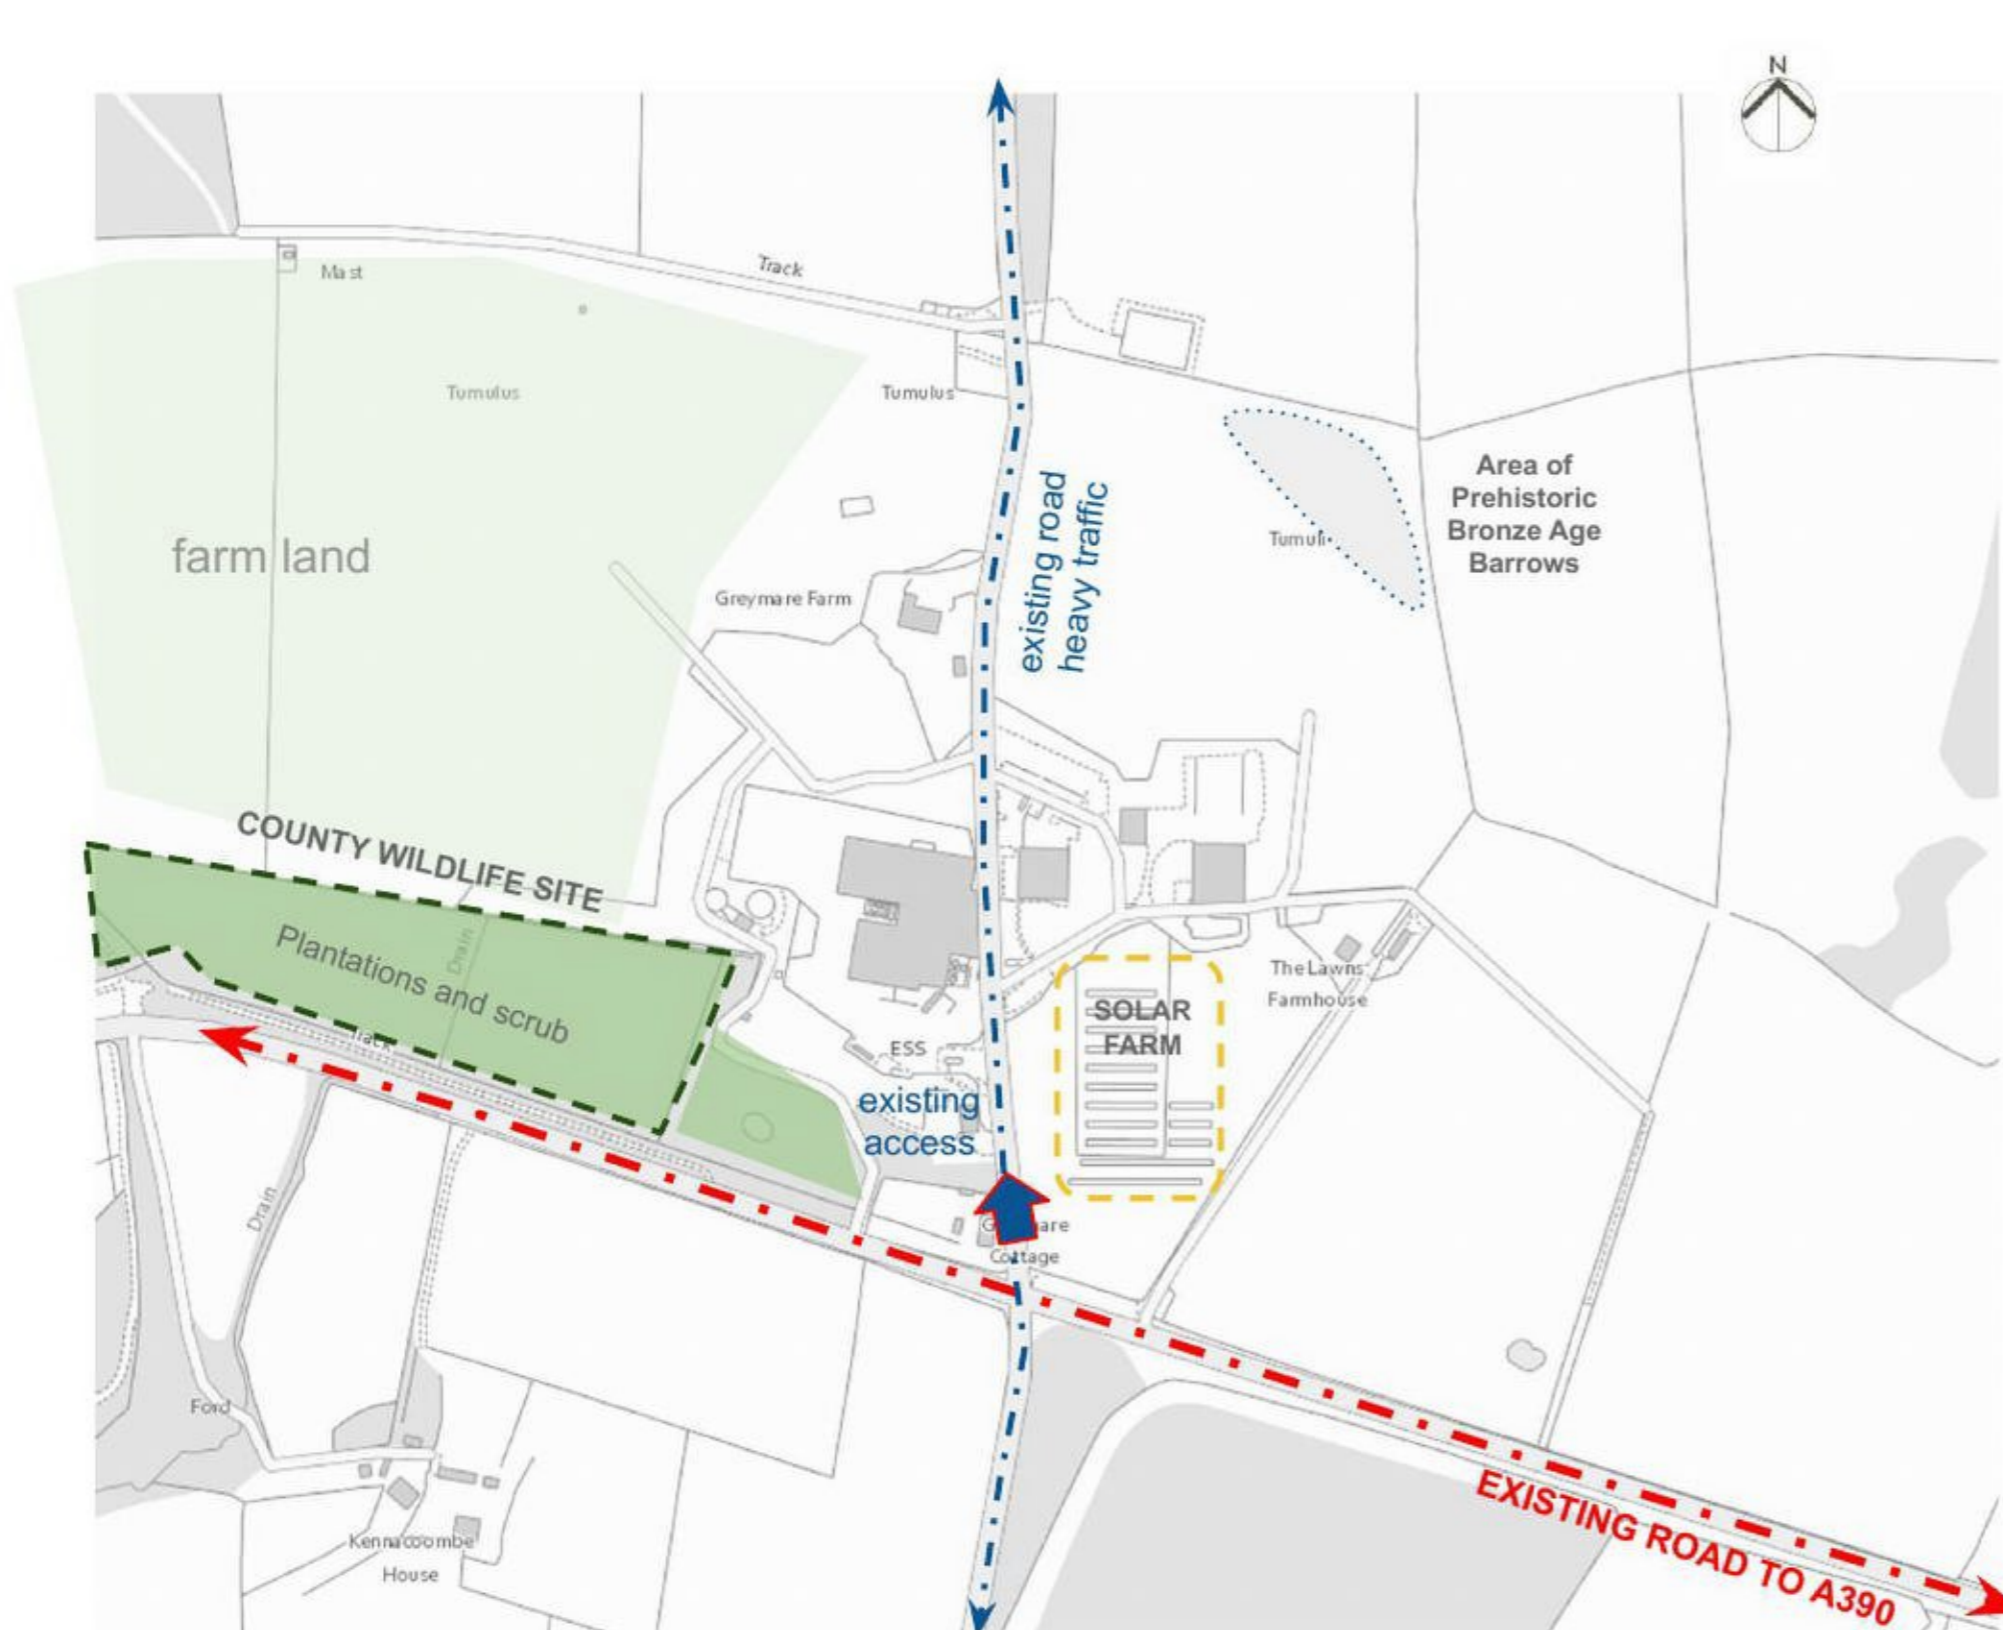 N
Mast
Track
Tumulus
Tumulus
existing road
heavy traffic
Area of
Prehistoric
Bronze Age
Barrows
Tumuli
farm land
Greymare Farm
COUNTY WILDLIFE SITE
Plantations and scrub
Drain
Track
The Lawns
Farmhouse
SOLAR
FARM
ESS
existing
access
Cottage
Drain
Ford
Kennacoombe
House
EXISTING ROAD TO A390